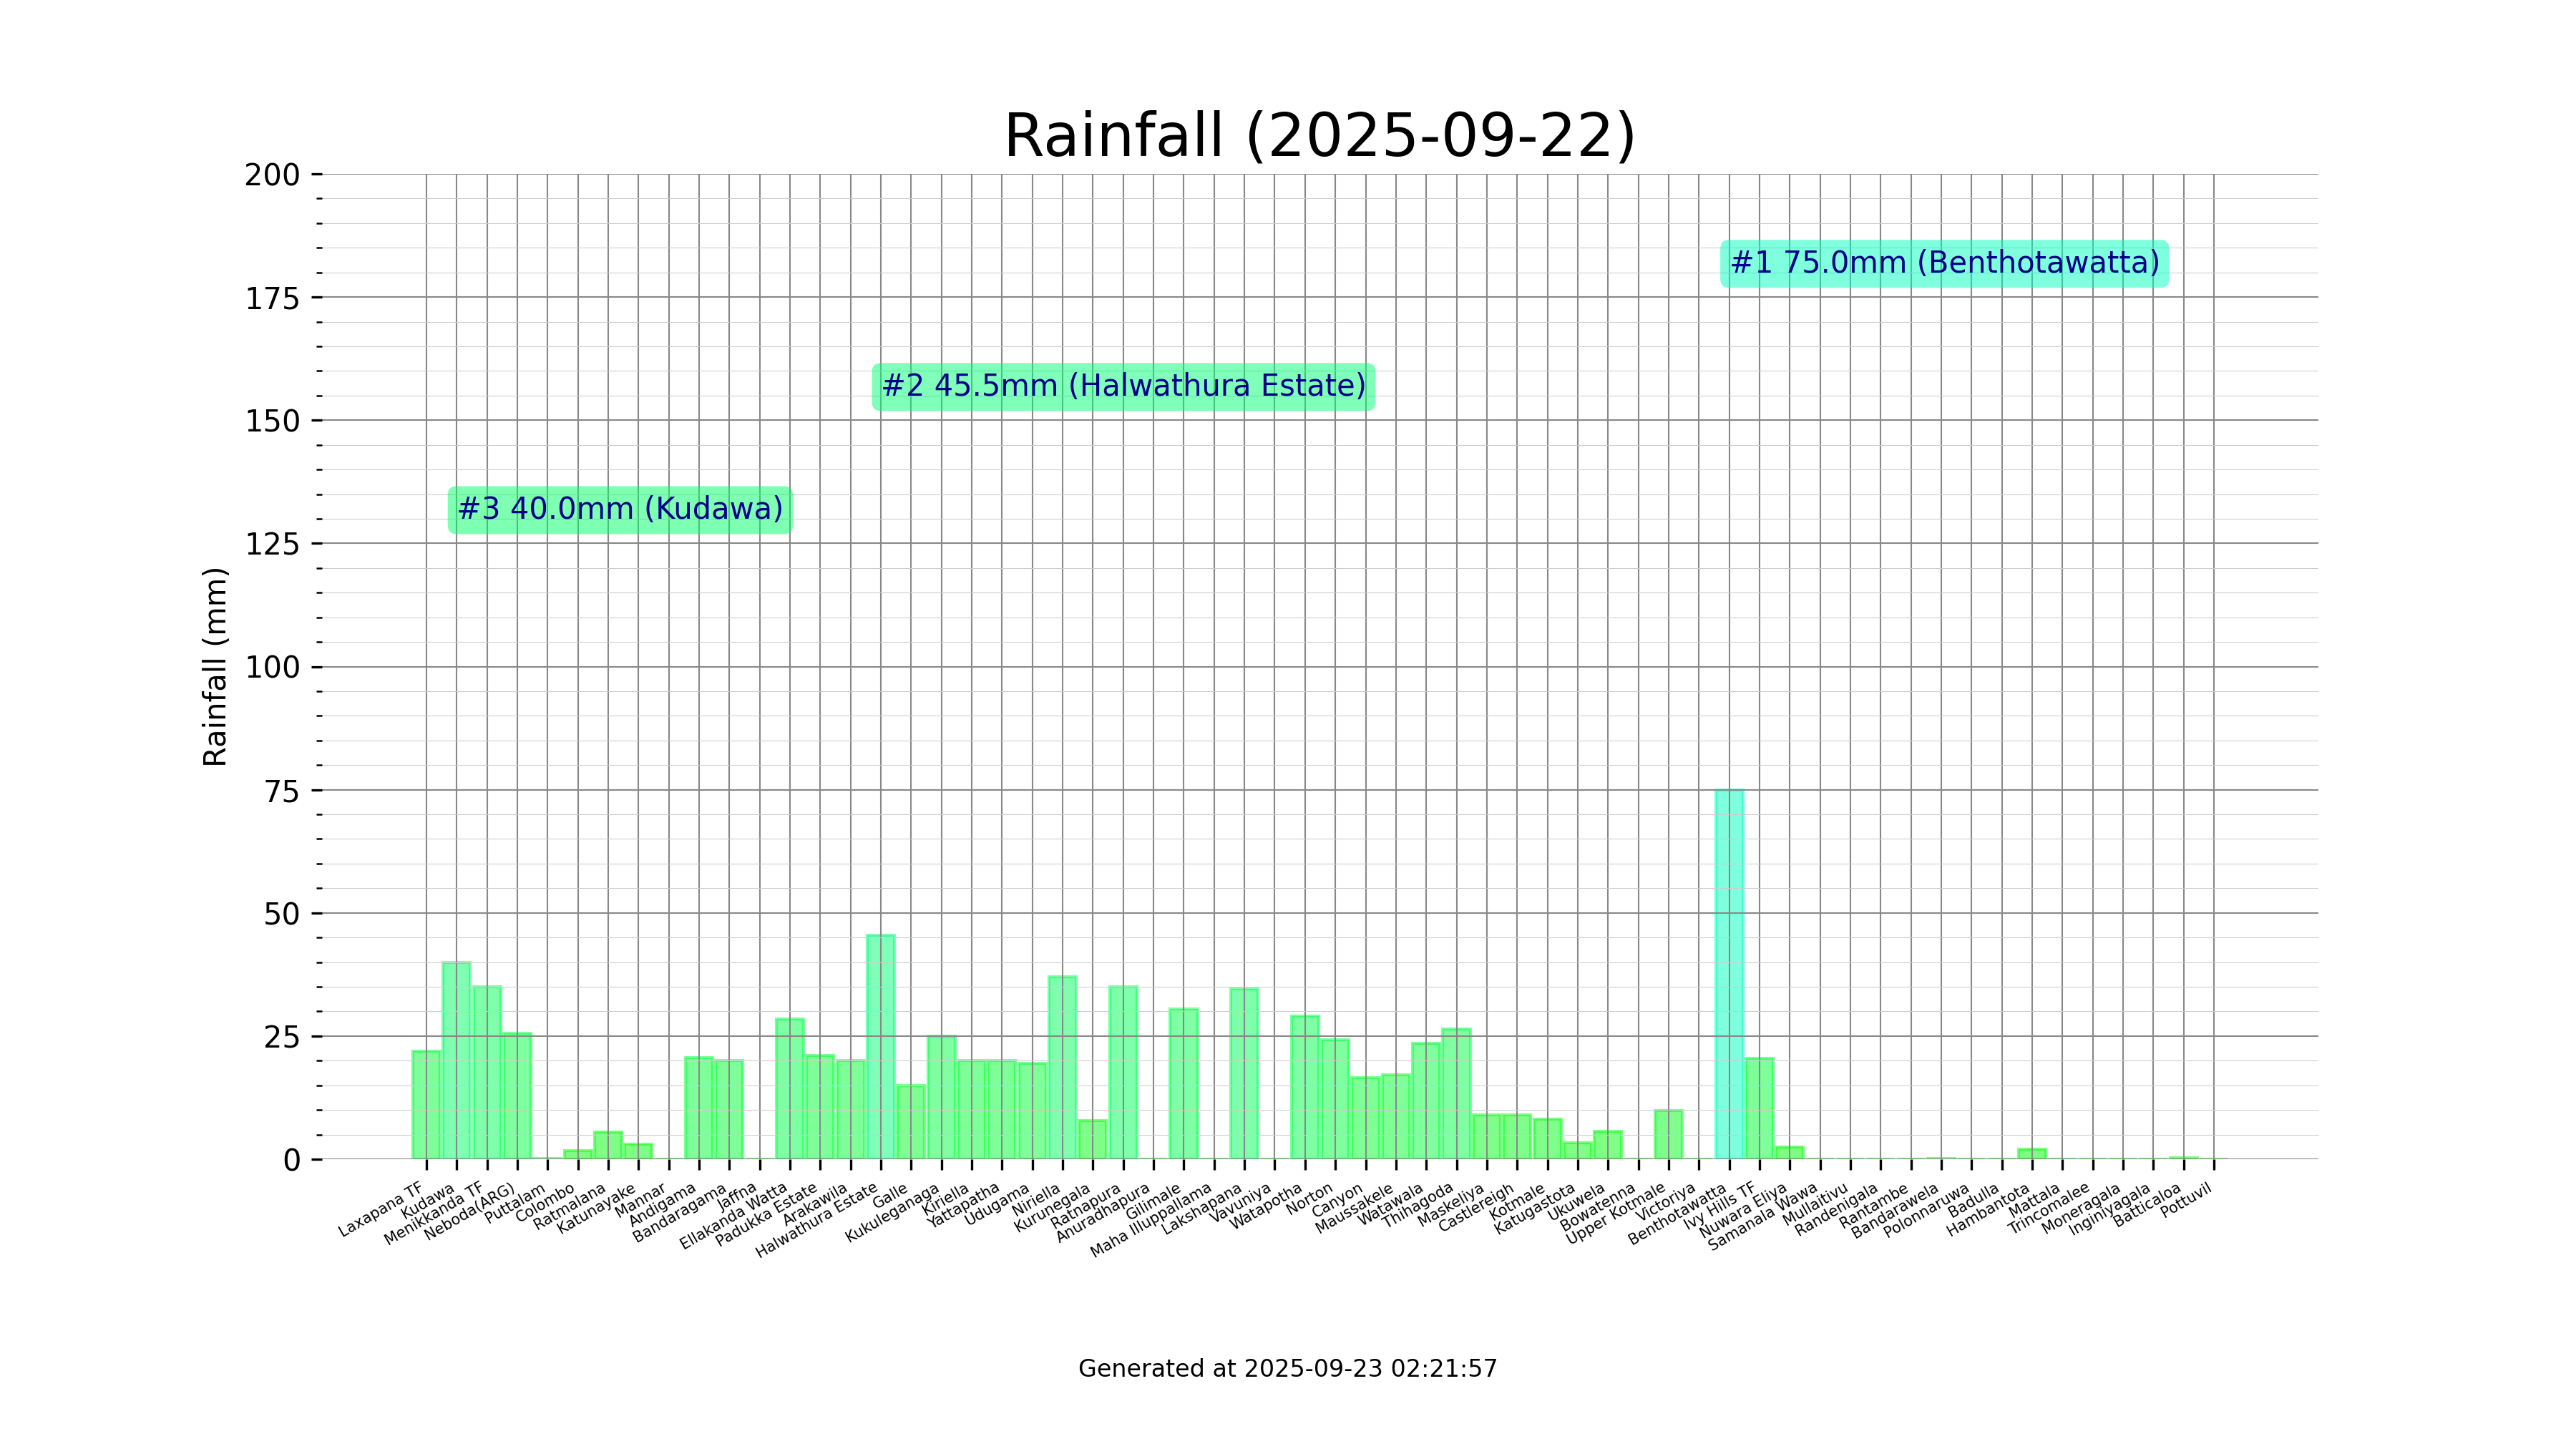 Rainfall (2025-09-22)
Rainfall (mm)
200
175
150
125
100
75
50
25
0
#1 75.0mm (Benthotawatta)
#2 45.5mm (Halwathura Estate)
#3 40.0mm (Kudawa)
Laxapana TF
Kudawa
Menikkanda TF
Neboda(ARG)
Puttalam
Colombo
Ratmalana
Katunayake
Mannar
Andigama
Bandaragama
Jaffna
Ellakanda Watta
Padukka Estate
Arakawila
Halwathura Estate
Galle
Kukuleganaga
Kiriella
Yattapatha
Udugama
Niriella
Kurunegala
Ratnapura
Anuradhapura
Gilimale
Maha Illuppallama
Lakshapana
Vavuniya
Watapotha
Norton
Canyon
Maussakele
Watawala
Thihagoda
Maskeliya
Castlereigh
Kotmale
Katugastota
Ukuwela
Bowatenna
Upper Kotmale
Victoriya
Benthotawatta
Ivy Hills TF
Nuwara Eliya
Samanala Wawa
Mullaitivu
Randenigala
Rantambe
Bandarawela
Polonnaruwa
Badulla
Hambantota
Mattala
Trincomalee
Moneragala
Inginiyagala
Batticaloa
Pottuvil
Generated at 2025-09-23 02:21:57